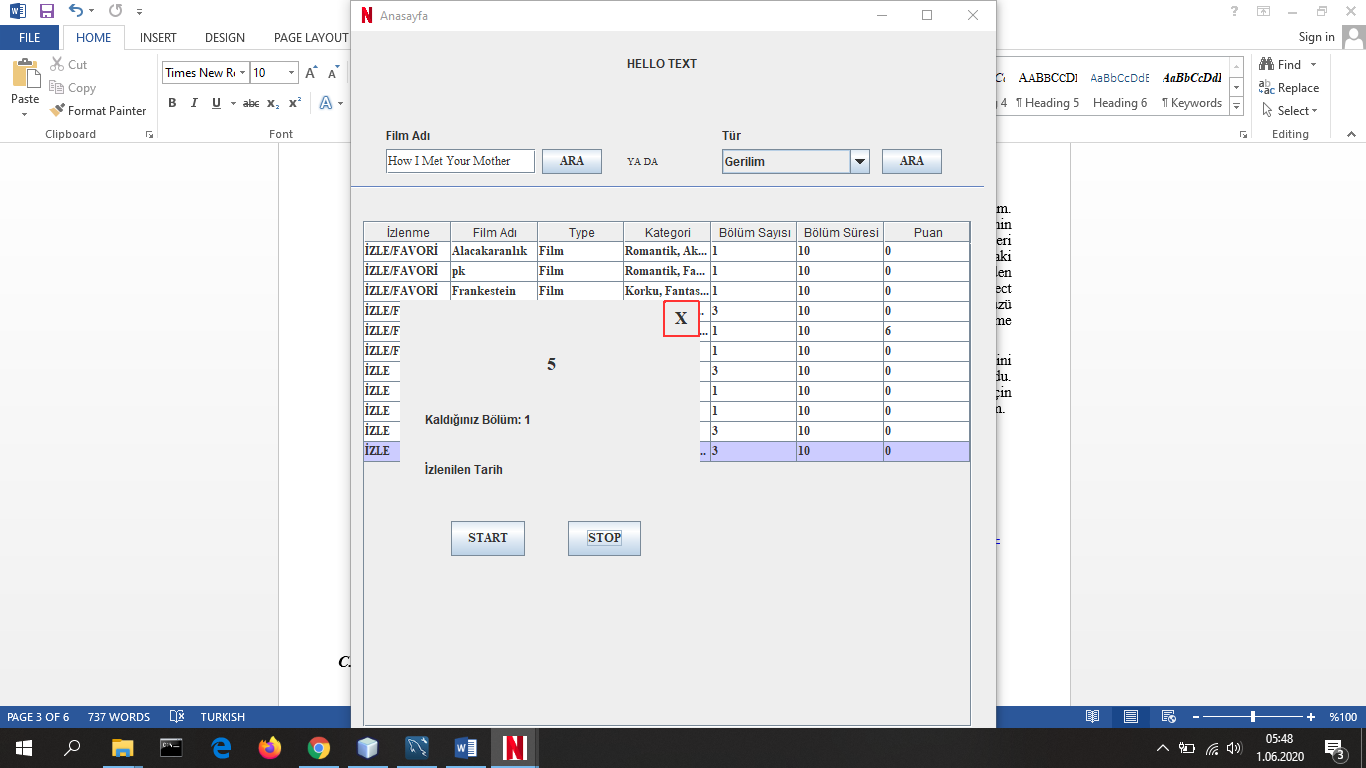 Anasayfa
FILE HOME INSERT DESIGN PAGE LAYOUT
Sign in
Cut
Copy
Format Painter
Paste
Clipboard
Times New R 10
B I U abc x₂ x² A
Font
AABBCCDI AaBbCcDdE AaBbCcDdI
4 ¶ Heading 5 Heading 6 ¶ Keywords
Find
Replace
Select
Editing
HELLO TEXT
Film Adı Tür
How I Met Your Mother ARA YA DA Gerilim ARA
İzlenme Film Adı Type Kategori Bölüm Sayısı Bölüm Süresi Puan
İZLE/FAVORİ Alacakaranlık Film Romantik, Ak... 1 10 0
İZLE/FAVORİ pk Film Romantik, Fa... 1 10 0
İZLE/FAVORİ Frankestein Film Korku, Fantas... 1 10 0
İZLE/F . 3 10 0
İZLE/F ... 1 10 6
İZLE/F 1 10 0
İZLE 3 10 0
İZLE 1 10 0
İZLE 1 10 0
İZLE 3 10 0
İZLE .. 3 10 0
X
5
Kaldığınız Bölüm: 1
İzlenilen Tarih
START STOP
m.
nin
eri
aki
len
ect
zü
me
ini
du.
çin
m.
=
C.
PAGE 3 OF 6 737 WORDS TURKISH %100
05:48
1.06.2020
3